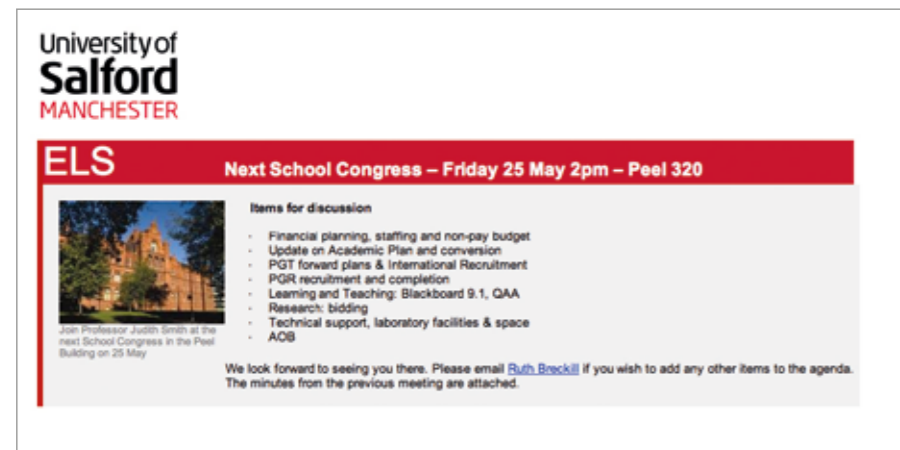 University of
Salford
MANCHESTER
ELS
Next School Congress – Friday 25 May 2pm – Peel 320
Items for discussion
- Financial planning, staffing and non-pay budget
- Update on Academic Plan and conversion
- PGT forward plans & International Recruitment
- PGR recruitment and completion
- Learning and Teaching: Blackboard 9.1, QAA
- Research: bidding
- Technical support, laboratory facilities & space
- AOB
Join Professor Judith Smith at the
next School Congress in the Peel
Building on 25 May
We look forward to seeing you there. Please email Ruth Breckill if you wish to add any other items to the agenda.
The minutes from the previous meeting are attached.